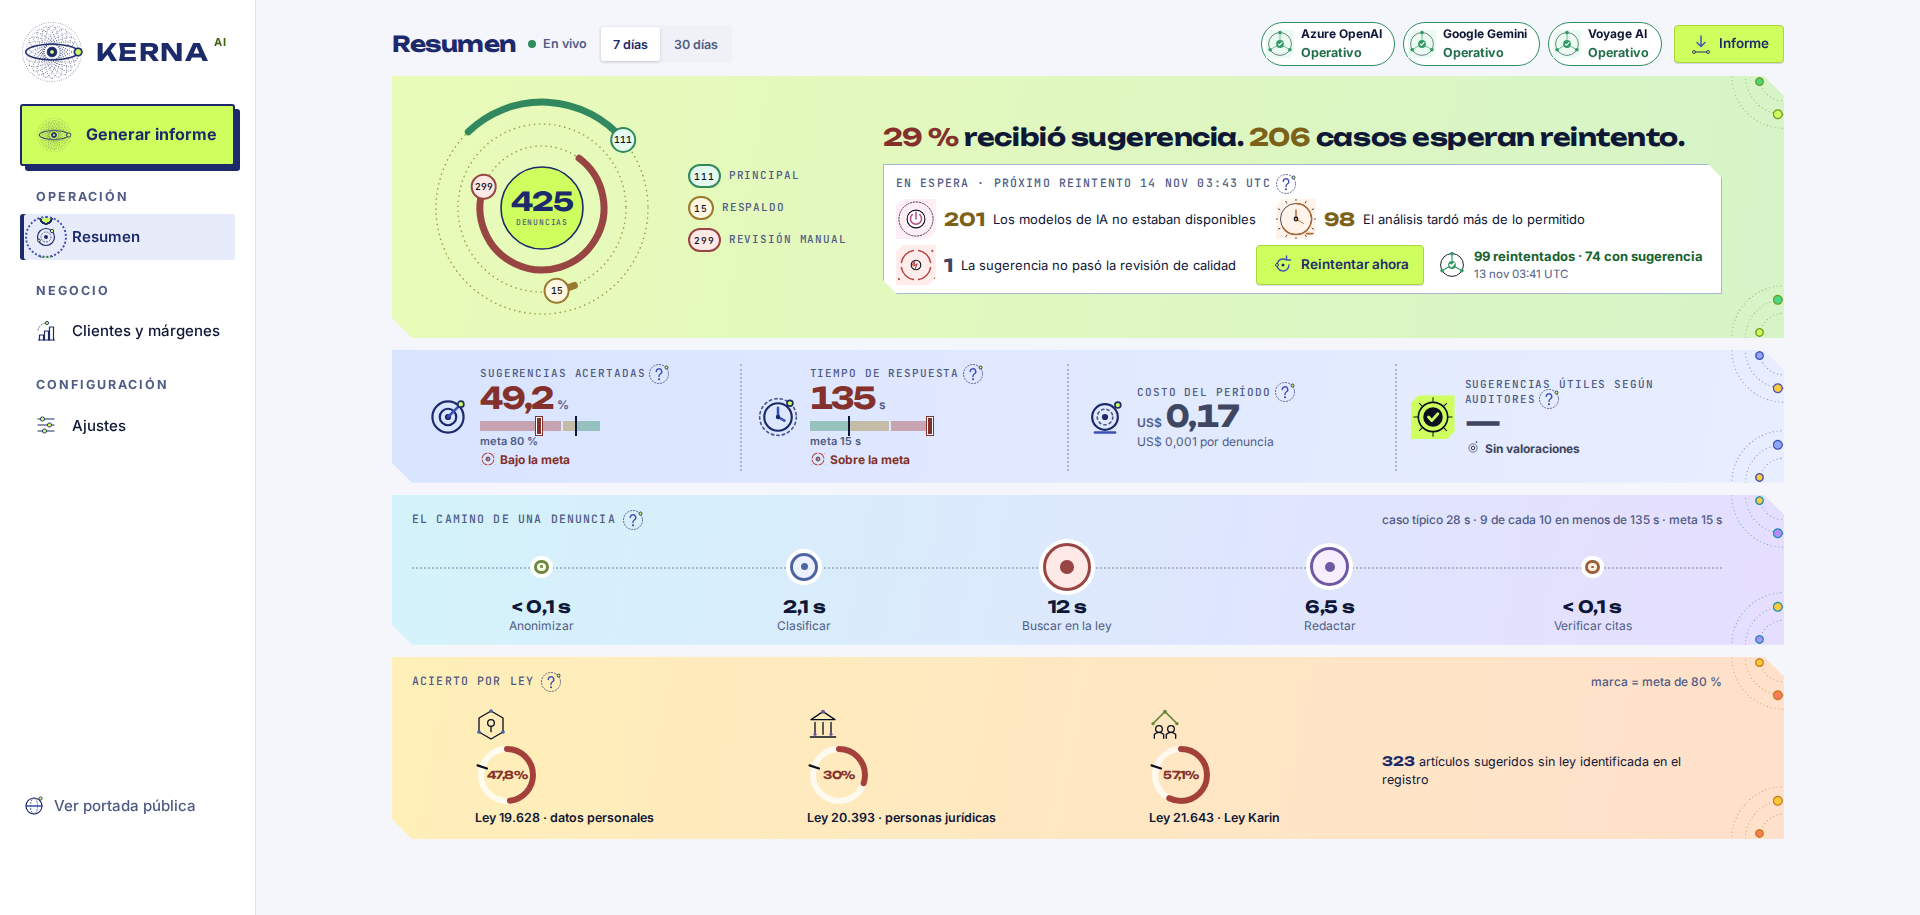 KERNA AI
Generar informe
OPERACIÓN
Resumen
NEGOCIO
Clientes y márgenes
CONFIGURACIÓN
Ajustes
Ver portada pública
Resumen
En vivo
7 días
30 días
Azure OpenAI
Operativo
Google Gemini
Operativo
Voyage AI
Operativo
Informe
111
299
425
DENUNCIAS
15
111 PRINCIPAL
15 RESPALDO
299 REVISIÓN MANUAL
29 % recibió sugerencia. 206 casos esperan reintento.
EN ESPERA · PRÓXIMO REINTENTO 14 NOV 03:43 UTC ?
201 Los modelos de IA no estaban disponibles
98 El análisis tardó más de lo permitido
1 La sugerencia no pasó la revisión de calidad
Reintentar ahora
99 reintentados · 74 con sugerencia
13 nov 03:41 UTC
SUGERENCIAS ACERTADAS ?
49,2 %
meta 80 %
Bajo la meta
TIEMPO DE RESPUESTA ?
135 s
meta 15 s
Sobre la meta
COSTO DEL PERÍODO ?
US$ 0,17
US$ 0,001 por denuncia
SUGERENCIAS ÚTILES SEGÚN
AUDITORES ?
—
Sin valoraciones
EL CAMINO DE UNA DENUNCIA ?
caso típico 28 s · 9 de cada 10 en menos de 135 s · meta 15 s
< 0,1 s
Anonimizar
2,1 s
Clasificar
12 s
Buscar en la ley
6,5 s
Redactar
< 0,1 s
Verificar citas
ACIERTO POR LEY ?
marca = meta de 80 %
47,8%
Ley 19.628 · datos personales
30%
Ley 20.393 · personas jurídicas
57,1%
Ley 21.643 · Ley Karin
323 artículos sugeridos sin ley identificada en el
registro